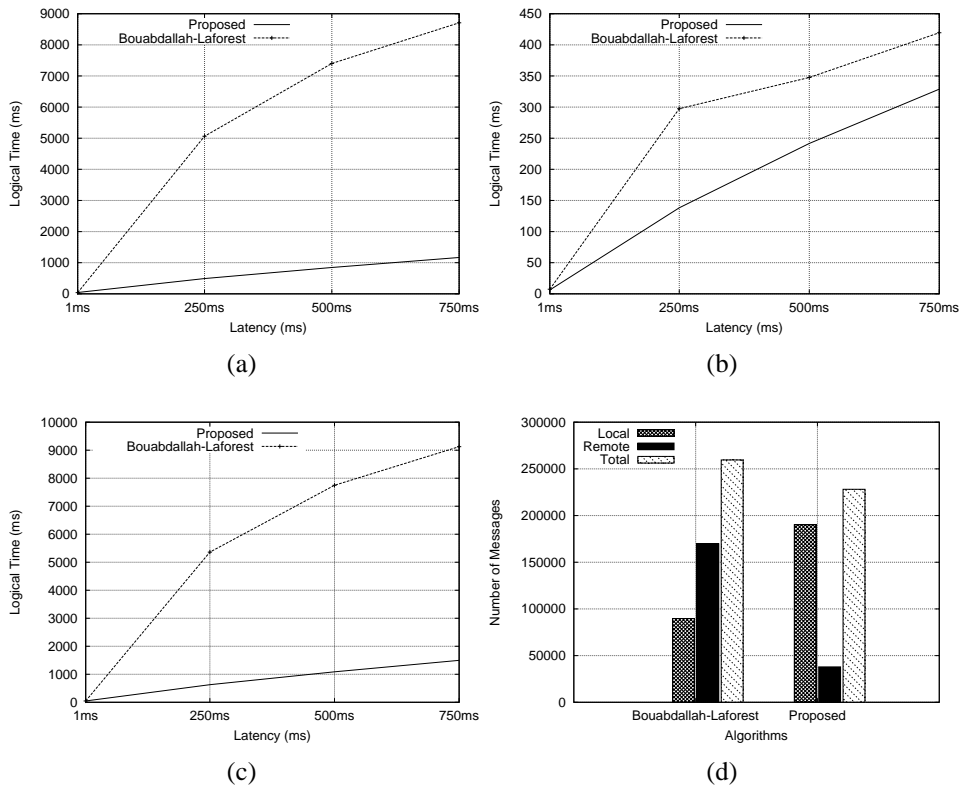 Proposed
Bouabdallah-Laforest
9000
8000
7000
6000
5000
4000
3000
2000
1000
0
Logical Time (ms)
1ms 250ms 500ms 750ms
Latency (ms)
(a)
Proposed
Bouabdallah-Laforest
450
400
350
300
250
200
150
100
50
0
Logical Time (ms)
1ms 250ms 500ms 750ms
Latency (ms)
(b)
Proposed
Bouabdallah-Laforest
10000
9000
8000
7000
6000
5000
4000
3000
2000
1000
0
Logical Time (ms)
1ms 250ms 500ms 750ms
Latency (ms)
(c)
Local
Remote
Total
300000
250000
200000
150000
100000
50000
0
Number of Messages
Bouabdallah-Laforest Proposed
Algorithms
(d)